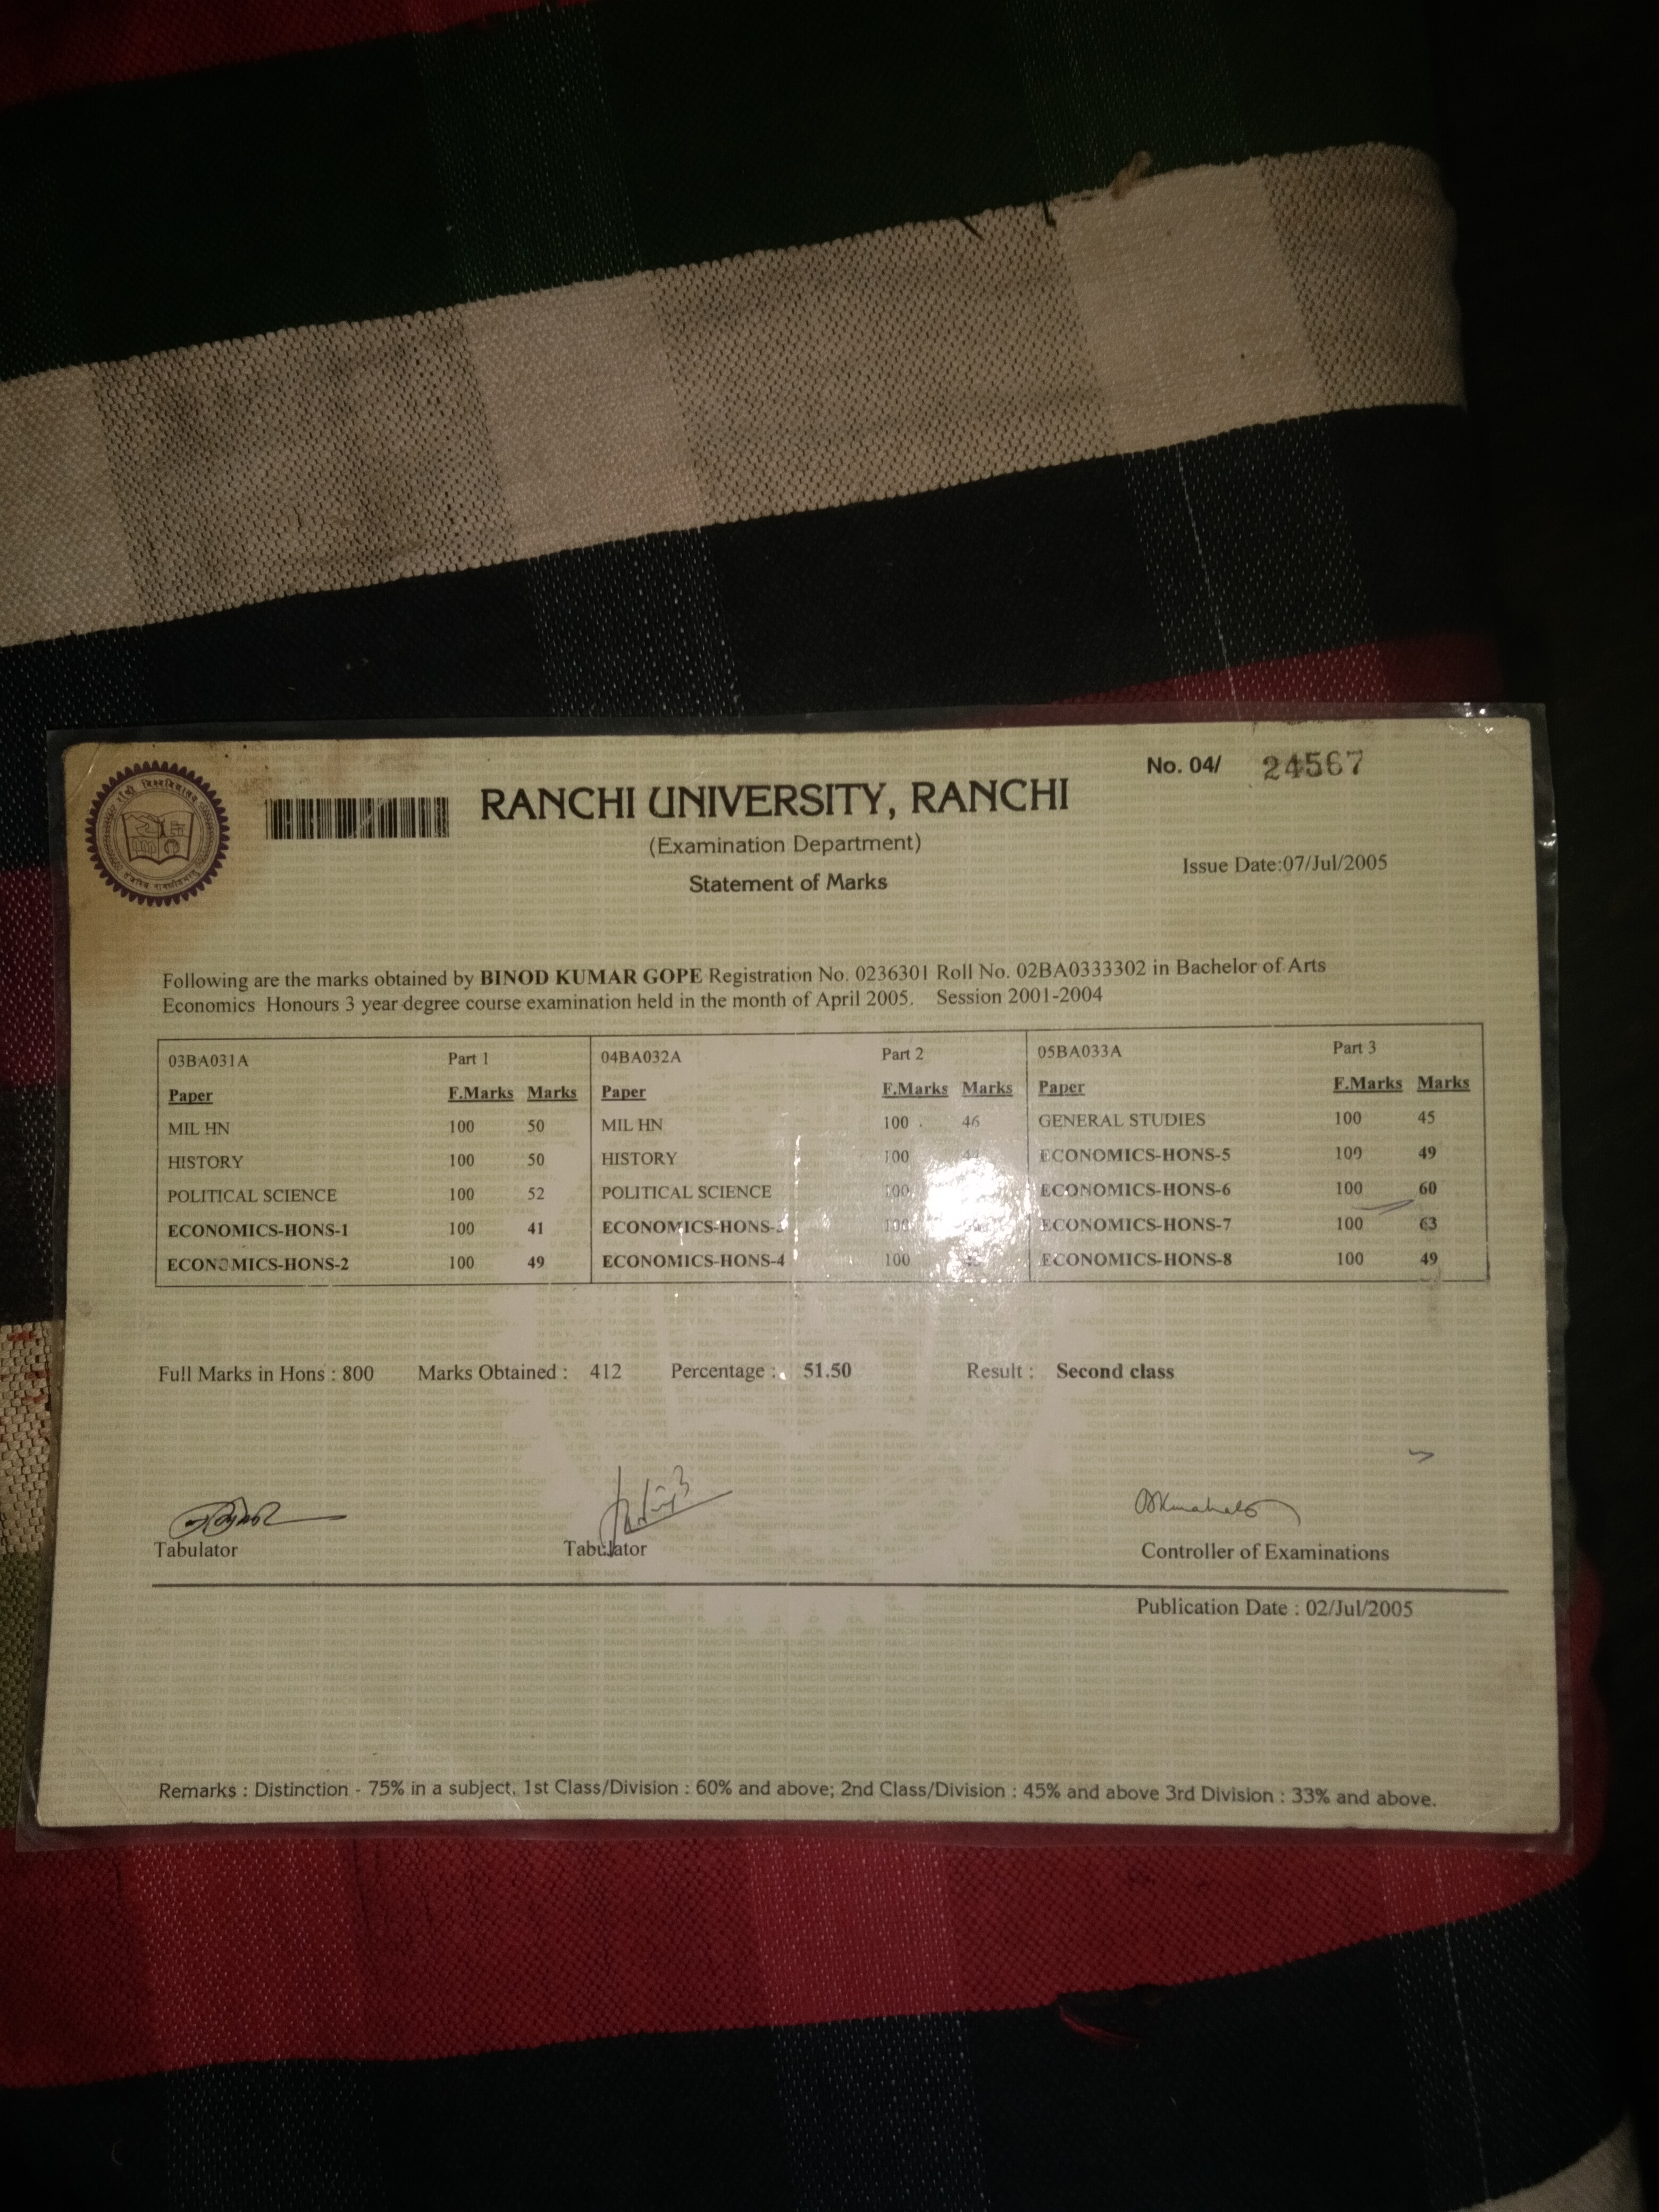 No. 04/ 24567
RANCHI UNIVERSITY, RANCHI
(Examination Department)
Issue Date:07/Jul/2005
Statement of Marks
Following are the marks obtained by BINOD KUMAR GOPE Registration No. 0236301 Roll No. 02BA0333302 in Bachelor of Arts
Economics Honours 3 year degree course examination held in the month of April 2005. Session 2001-2004
03BA031A Part 1
Paper F.Marks Marks
MIL HN 100 50
HISTORY 100 50
POLITICAL SCIENCE 100 52
ECONOMICS-HONS-1 100 41
ECONOMICS-HONS-2 100 49
04BA032A Part 2
Paper F.Marks Marks
MIL HN 100 46
HISTORY 100
POLITICAL SCIENCE 100
ECONOMICS-HONS-3 100
ECONOMICS-HONS-4 100
05BA033A Part 3
Paper F.Marks Marks
GENERAL STUDIES 100 45
ECONOMICS-HONS-5 100 49
ECONOMICS-HONS-6 100 60
ECONOMICS-HONS-7 100 63
ECONOMICS-HONS-8 100 49
Full Marks in Hons : 800 Marks Obtained : 412 Percentage : 51.50 Result : Second class
Tabulator Tabulator Controller of Examinations
Publication Date : 02/Jul/2005
Remarks : Distinction - 75% in a subject, 1st Class/Division : 60% and above; 2nd Class/Division : 45% and above 3rd Division : 33% and above.